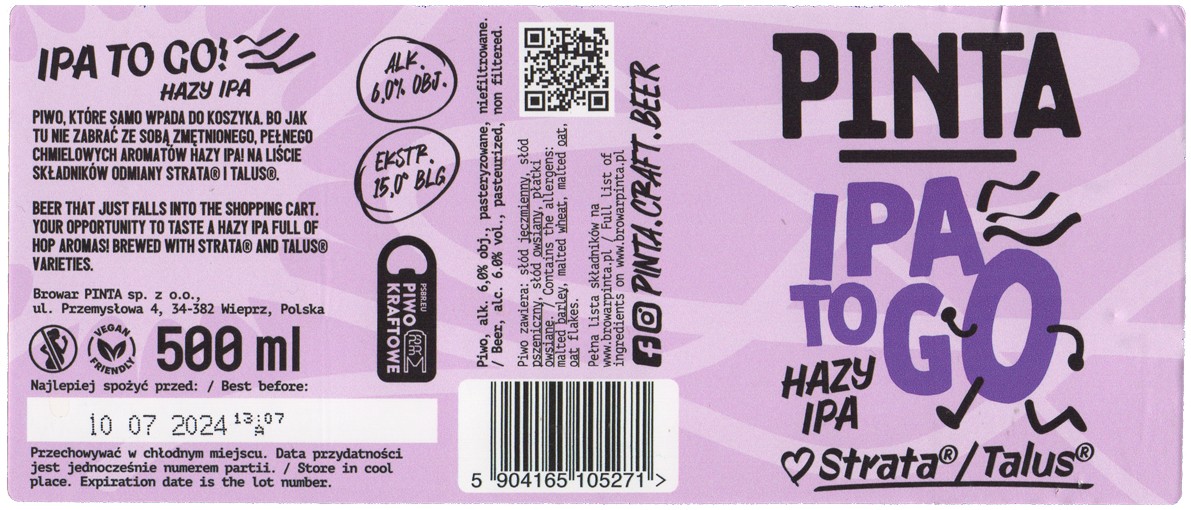 IPA TO GO!
HAZY IPA
PIWO, KTÓRE SAMO WPADA DO KOSZYKA. BO JAK
TU NIE ZABRAĆ ZE SOBĄ ZMĘTNIONEGO, PEŁNEGO
CHMIELOWYCH AROMATÓW HAZY IPA! NA LIŚCIE
SKŁADNIKÓW ODMIANY STRATA® I TALUS®.
BEER THAT JUST FALLS INTO THE SHOPPING CART.
YOUR OPPORTUNITY TO TASTE A HAZY IPA FULL OF
HOP AROMAS! BREWED WITH STRATA® AND TALUS®
VARIETIES.
Browar PINTA sp. z o.o.,
ul. Przemysłowa 4, 34-382 Wieprz, Polska
VEGAN
FRIENDLY
500 ml
Najlepiej spożyć przed: / Best before:
10 07 2024 13:07
A
Przechowywać w chłodnym miejscu. Data przydatności
jest jednocześnie numerem partii. / Store in cool
place. Expiration date is the lot number.
ALK.
6,0% OBJ.
EKSTR.
15,0° BLG
PSBR.EU
PIWO
KRAFTOWE
Piwo, alk. 6,0% obj., pasteryzowane, niefiltrowane.
/ Beer, alc. 6.0% vol., pasteurized, non filtered.
Piwo zawiera: słód jęczmienny, słód
pszeniczny, słód owsiany, płatki
owsiane. / Contains the allergens:
malted barley, malted wheat, malted oat,
oat flakes.
Pełna lista składników na
www.browarpinta.pl / Full list of
ingredients on www.browarpinta.pl
PINTA.CRAFT.BEER
5 904165 105271 >
PINTA
IPA
TO GO
HAZY
IPA
Strata® / Talus®